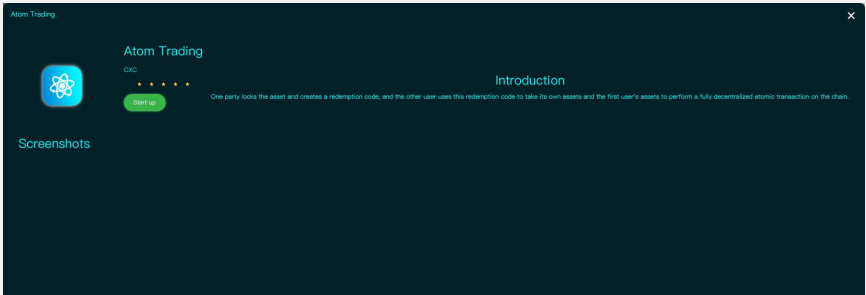 Atom Trading
Atom Trading
CXC
Start up
Introduction
One party locks the asset and creates a redemption code, and the other user uses this redemption code to take its own assets and the first user's assets to perform a fully decentralized atomic transaction on the chain.
Screenshots